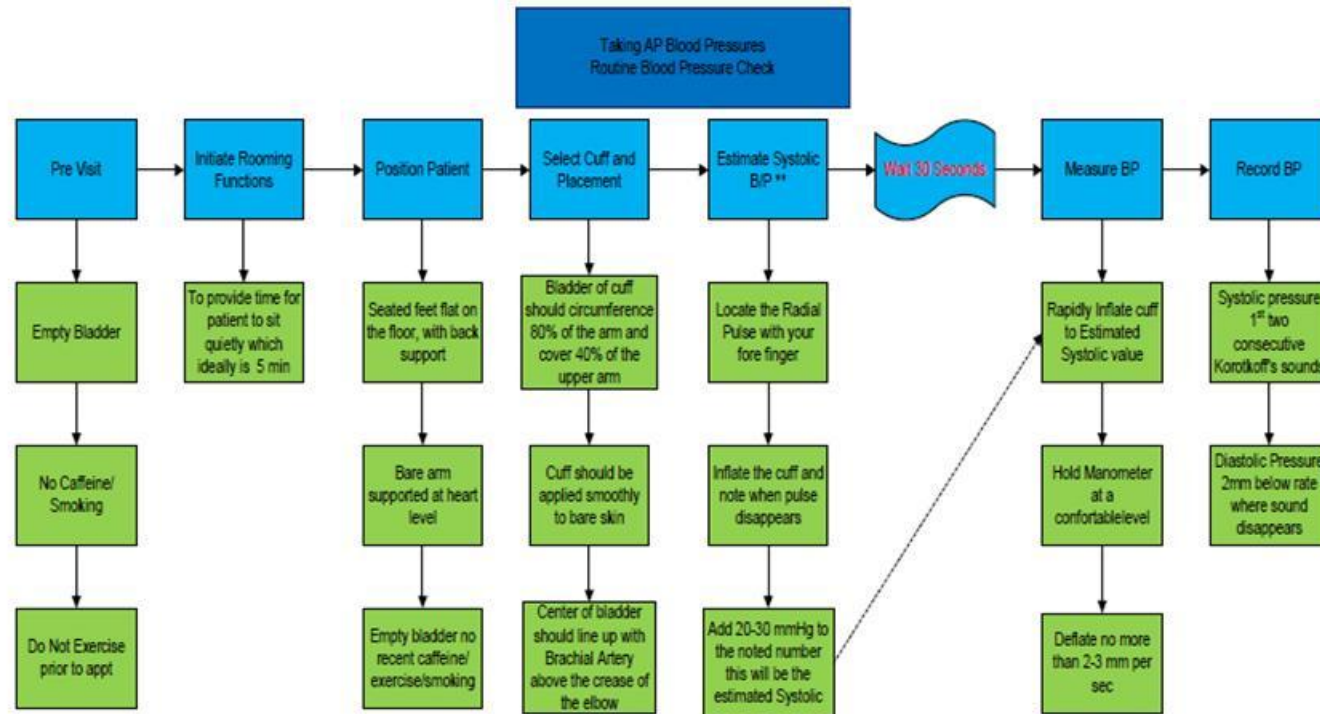 Taking AP Blood Pressures
Routine Blood Pressure Check
Pre Visit
Initiate Rooming
Functions
Position Patient
Select Cuff and
Placement
Estimate Systolic
B/P **
Wait 30 Seconds
Measure BP
Record BP
Empty Bladder
No Caffeine/
Smoking
Do Not Exercise
prior to appt
To provide time for
patient to sit
quietly which
ideally is 5 min
Seated feet flat on
the floor, with back
support
Bare arm
supported at heart
level
Empty bladder no
recent caffeine/
exercise/smoking
Bladder of cuff
should circumference
80% of the arm and
cover 40% of the
upper arm
Cuff should be
applied smoothly
to bare skin
Center of bladder
should line up with
Brachial Artery
above the crease of
the elbow
Locate the Radial
Pulse with your
fore finger
Inflate the cuff and
note when pulse
disappears
Add 20-30 mmHg to
the noted number
this will be the
estimated Systolic
Rapidly Inflate cuff
to Estimated
Systolic value
Hold Manometer
at a
confortablelevel
Deflate no more
than 2-3 mm per
sec
Systolic pressure
1st two
consecutive
Korotkoff's sounds
Diastolic Pressure
2mm below rate
where sound
disappears